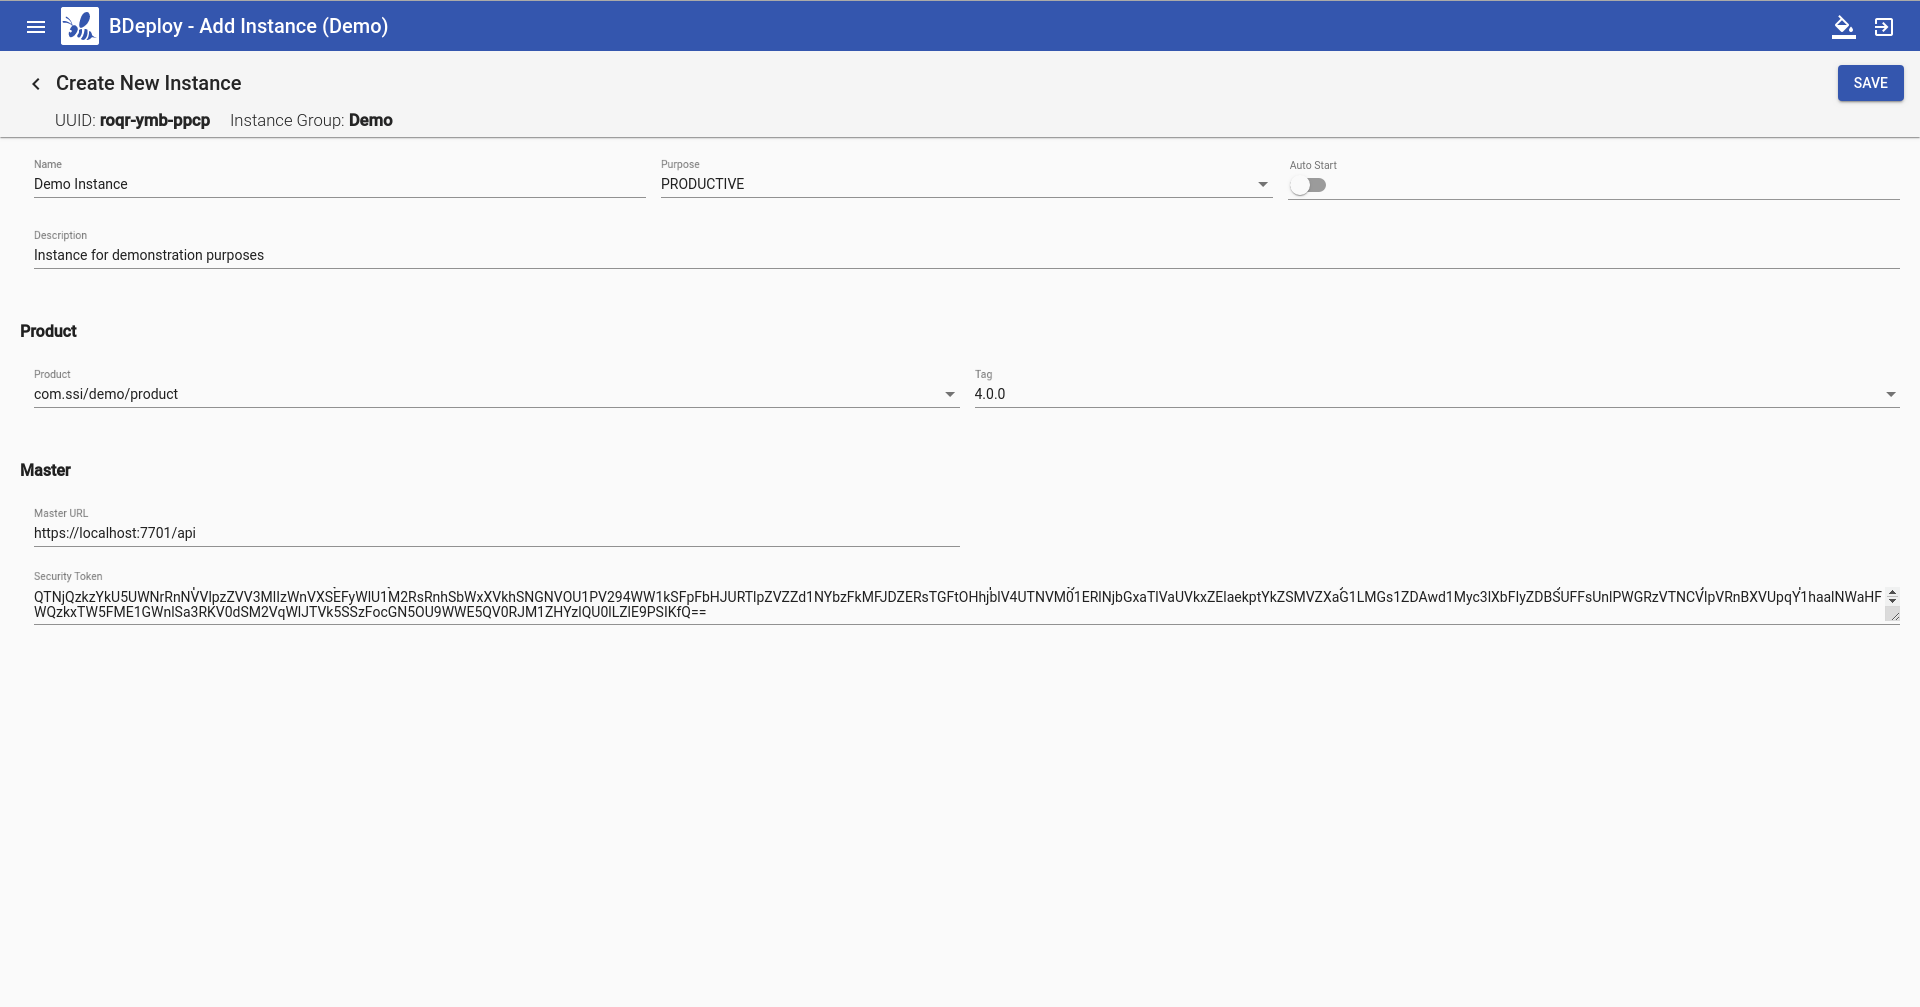 BDeploy - Add Instance (Demo)
Create New Instance
SAVE
UUID: roqr-ymb-ppcp Instance Group: Demo
Name
Demo Instance
Purpose
PRODUCTIVE
Auto Start
Description
Instance for demonstration purposes
Product
Product
com.ssi/demo/product
Tag
4.0.0
Master
Master URL
https://localhost:7701/api
Security Token